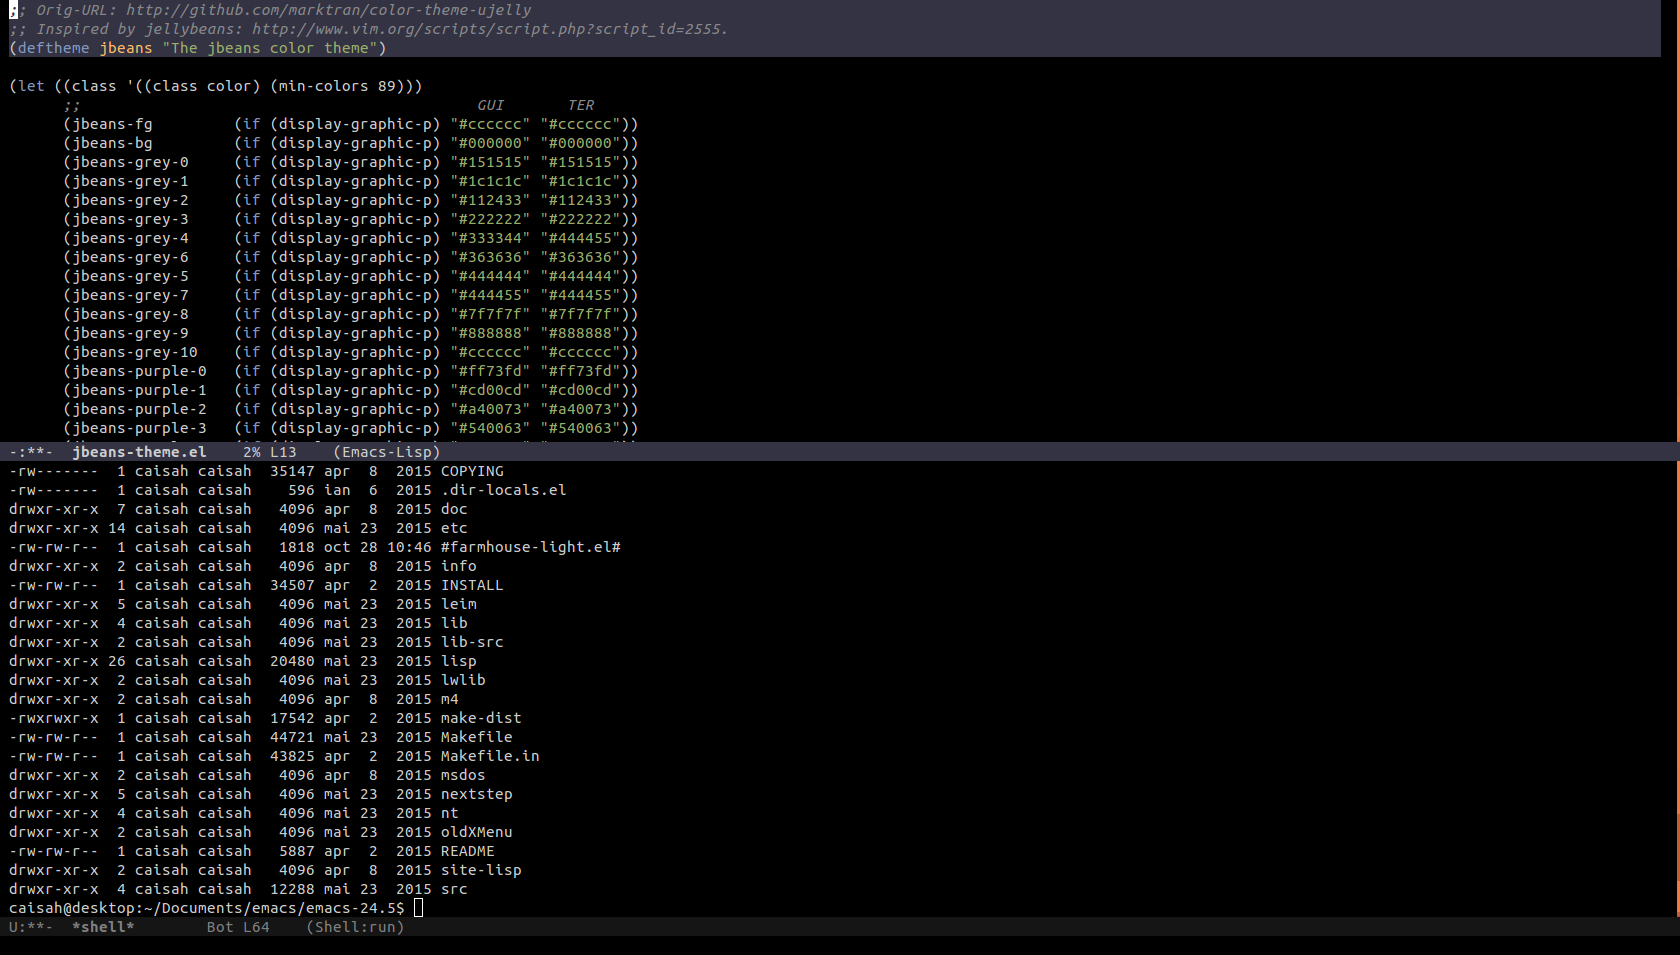 ;; Orig-URL: http://github.com/marktran/color-theme-ujelly
;; Inspired by jellybeans: http://www.vim.org/scripts/script.php?script_id=2555.
(deftheme jbeans "The jbeans color theme")
(let ((class '((class color) (min-colors 89)))
      ;;                                            GUI       TER
      (jbeans-fg         (if (display-graphic-p) "#cccccc" "#cccccc"))
      (jbeans-bg         (if (display-graphic-p) "#000000" "#000000"))
      (jbeans-grey-0     (if (display-graphic-p) "#151515" "#151515"))
      (jbeans-grey-1     (if (display-graphic-p) "#1c1c1c" "#1c1c1c"))
      (jbeans-grey-2     (if (display-graphic-p) "#112433" "#112433"))
      (jbeans-grey-3     (if (display-graphic-p) "#222222" "#222222"))
      (jbeans-grey-4     (if (display-graphic-p) "#333344" "#444455"))
      (jbeans-grey-6     (if (display-graphic-p) "#363636" "#363636"))
      (jbeans-grey-5     (if (display-graphic-p) "#444444" "#444444"))
      (jbeans-grey-7     (if (display-graphic-p) "#444455" "#444455"))
      (jbeans-grey-8     (if (display-graphic-p) "#7f7f7f" "#7f7f7f"))
      (jbeans-grey-9     (if (display-graphic-p) "#888888" "#888888"))
      (jbeans-grey-10    (if (display-graphic-p) "#cccccc" "#cccccc"))
      (jbeans-purple-0   (if (display-graphic-p) "#ff73fd" "#ff73fd"))
      (jbeans-purple-1   (if (display-graphic-p) "#cd00cd" "#cd00cd"))
      (jbeans-purple-2   (if (display-graphic-p) "#a40073" "#a40073"))
      (jbeans-purple-3   (if (display-graphic-p) "#540063" "#540063"))
-:**-  jbeans-theme.el    2% L13    (Emacs-Lisp)
-rw-------  1 caisah caisah  35147 apr  8  2015 COPYING
-rw-------  1 caisah caisah    596 ian  6  2015 .dir-locals.el
drwxr-xr-x  7 caisah caisah   4096 apr  8  2015 doc
drwxr-xr-x 14 caisah caisah   4096 mai 23  2015 etc
-rw-rw-r--  1 caisah caisah   1818 oct 28 10:46 #farmhouse-light.el#
drwxr-xr-x  2 caisah caisah   4096 apr  8  2015 info
-rw-rw-r--  1 caisah caisah  34507 apr  2  2015 INSTALL
drwxr-xr-x  5 caisah caisah   4096 mai 23  2015 leim
drwxr-xr-x  4 caisah caisah   4096 mai 23  2015 lib
drwxr-xr-x  2 caisah caisah   4096 mai 23  2015 lib-src
drwxr-xr-x 26 caisah caisah  20480 mai 23  2015 lisp
drwxr-xr-x  2 caisah caisah   4096 mai 23  2015 lwlib
drwxr-xr-x  2 caisah caisah   4096 apr  8  2015 m4
-rwxrwxr-x  1 caisah caisah  17542 apr  2  2015 make-dist
-rw-rw-r--  1 caisah caisah  44721 mai 23  2015 Makefile
-rw-rw-r--  1 caisah caisah  43825 apr  2  2015 Makefile.in
drwxr-xr-x  2 caisah caisah   4096 apr  8  2015 msdos
drwxr-xr-x  5 caisah caisah   4096 mai 23  2015 nextstep
drwxr-xr-x  4 caisah caisah   4096 mai 23  2015 nt
drwxr-xr-x  2 caisah caisah   4096 mai 23  2015 oldXMenu
-rw-rw-r--  1 caisah caisah   5887 apr  2  2015 README
drwxr-xr-x  2 caisah caisah   4096 apr  8  2015 site-lisp
drwxr-xr-x  4 caisah caisah  12288 mai 23  2015 src
caisah@desktop:~/Documents/emacs/emacs-24.5$
U:**-  *shell*        Bot L64    (Shell:run)